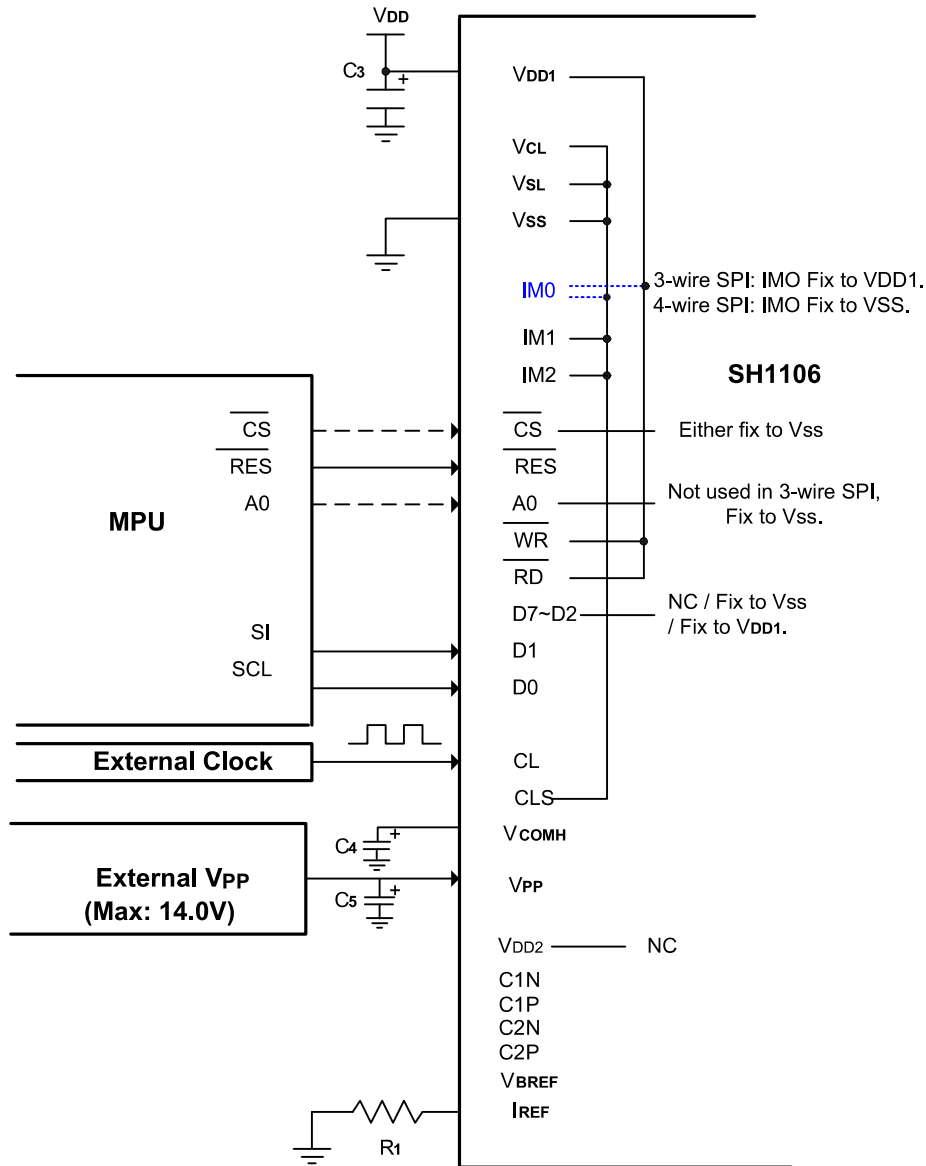 VDD
C3
+
VDD1
VCL
VSL
VSS
IM0
3-wire SPI: IMO Fix to VDD1.
4-wire SPI: IMO Fix to VSS.
IM1
IM2
SH1106
MPU
CS
RES
A0
SI
SCL
CS
Either fix to Vss
RES
A0
Not used in 3-wire SPI,
Fix to Vss.
WR
RD
D7~D2
NC / Fix to Vss
/ Fix to VDD1.
D1
D0
External Clock
CL
CLS
C4
+
VCOMH
External VPP
(Max: 14.0V)
C5
+
VPP
VDD2
NC
C1N
C1P
C2N
C2P
VBREF
IREF
R1